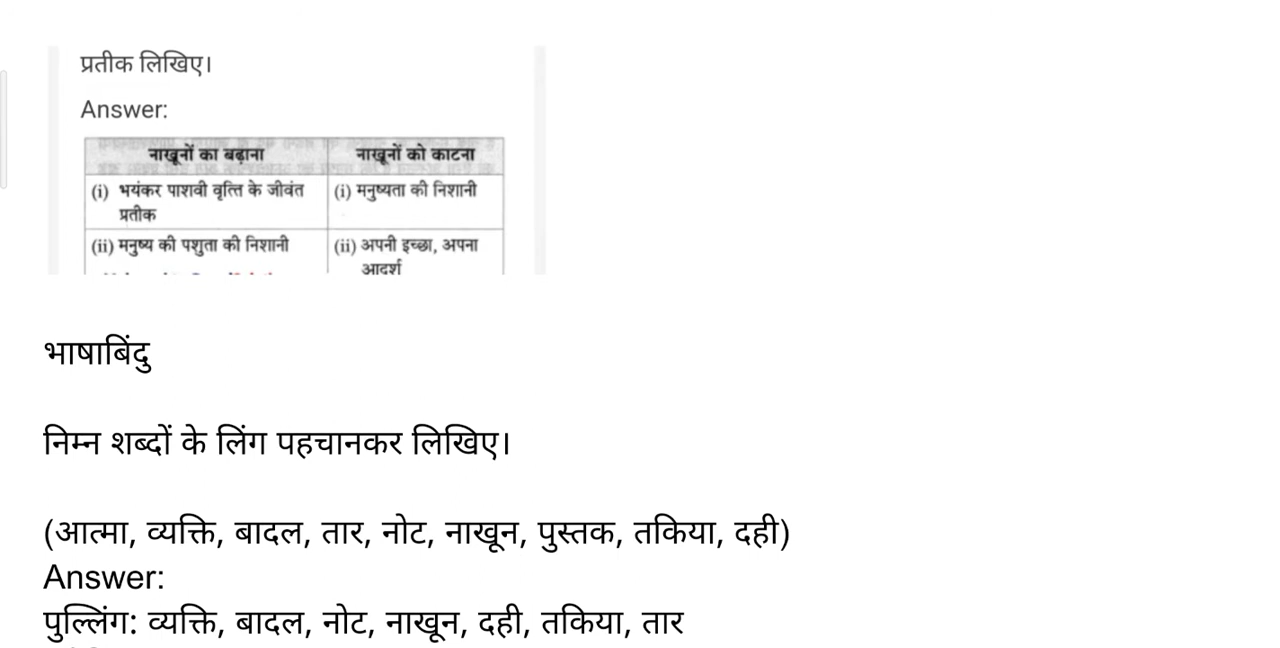 प्रतीक लिखिए।
Answer:
नाखूनों का बढ़ाना
नाखूनों को काटना
(i) भयंकर पाशवी वृत्ति के जीवंत
प्रतीक
(i) मनुष्यता की निशानी
(ii) मनुष्य की पशुता की निशानी
(ii) अपनी इच्छा, अपना
आदर्श
भाषाबिंदु
निम्न शब्दों के लिंग पहचानकर लिखिए।
(आत्मा, व्यक्ति, बादल, तार, नोट, नाखून, पुस्तक, तकिया, दही)
Answer:
पुल्लिंग: व्यक्ति, बादल, नोट, नाखून, दही, तकिया, तार